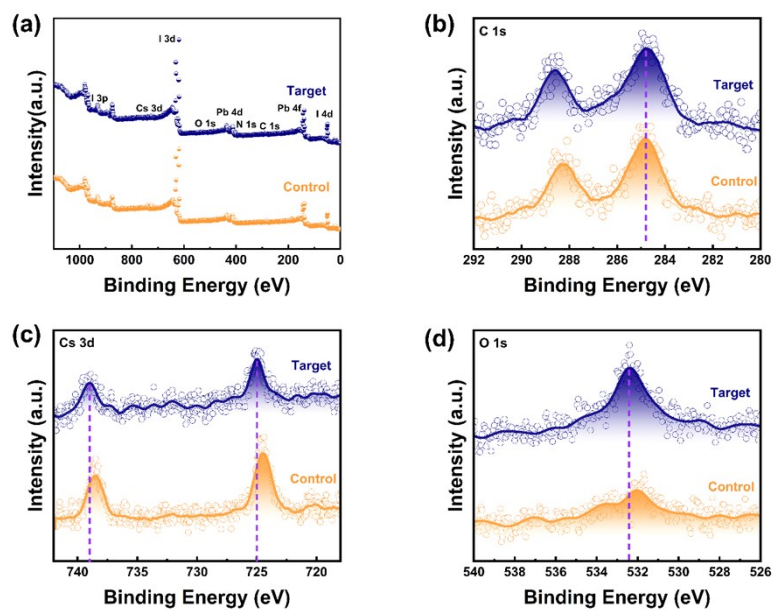 (a)
I 3d
Target
I 3p
Cs 3d
Pb 4d
Pb 4f
I 4d
O 1s
N 1s
C 1s
Control
Intensity(a.u.)
1000 800 600 400 200 0
Binding Energy (eV)
(b)
C 1s
Target
Control
Intensity (a.u.)
292 290 288 286 284 282 280
Binding Energy (eV)
(c)
Cs 3d
Target
Control
Intensity (a.u.)
740 735 730 725 720
Binding Energy (eV)
(d)
O 1s
Target
Control
Intensity (a.u.)
540 538 536 534 532 530 528 526
Binding Energy (eV)